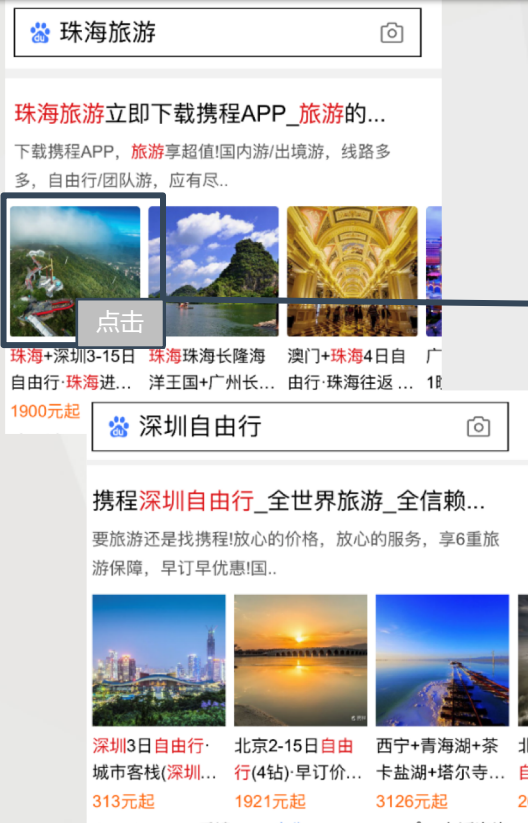 du 珠海旅游
珠海旅游立即下载携程APP_旅游的...
下载携程APP，旅游享超值!国内游/出境游，线路多
多，自由行/团队游，应有尽..
点击
珠海+深圳3-15日
自由行·珠海进...
1900元起
珠海珠海长隆海
洋王国+广州长...
澳门+珠海4日自
由行·珠海往返 ...
广
du 深圳自由行
携程深圳自由行_全世界旅游_全信赖...
要旅游还是找携程!放心的价格，放心的服务，享6重旅
游保障，早订早优惠!国..
深圳3日自由行·
城市客栈(深圳...
313元起
北京2-15日自由
行(4钻)·早订价...
1921元起
西宁+青海湖+茶
卡盐湖+塔尔寺...
3126元起